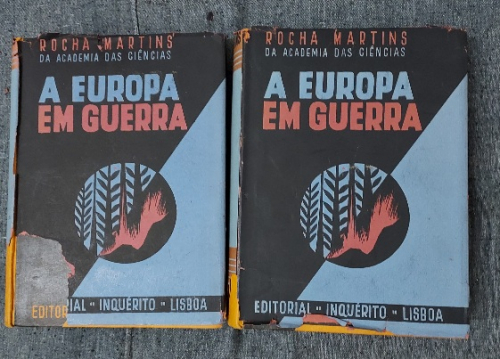 ROCHA MARTINS
DA ACADEMIA DAS CIÊNCIAS
A EUROPA
EM GUERRA
EDITORIAL "INQUÉRITO" LISBOA
ROCHA MARTINS
DA ACADEMIA DAS CIÊNCIAS
A EUROPA
EM GUERRA
EDITORIAL "INQUÉRITO" LISBOA